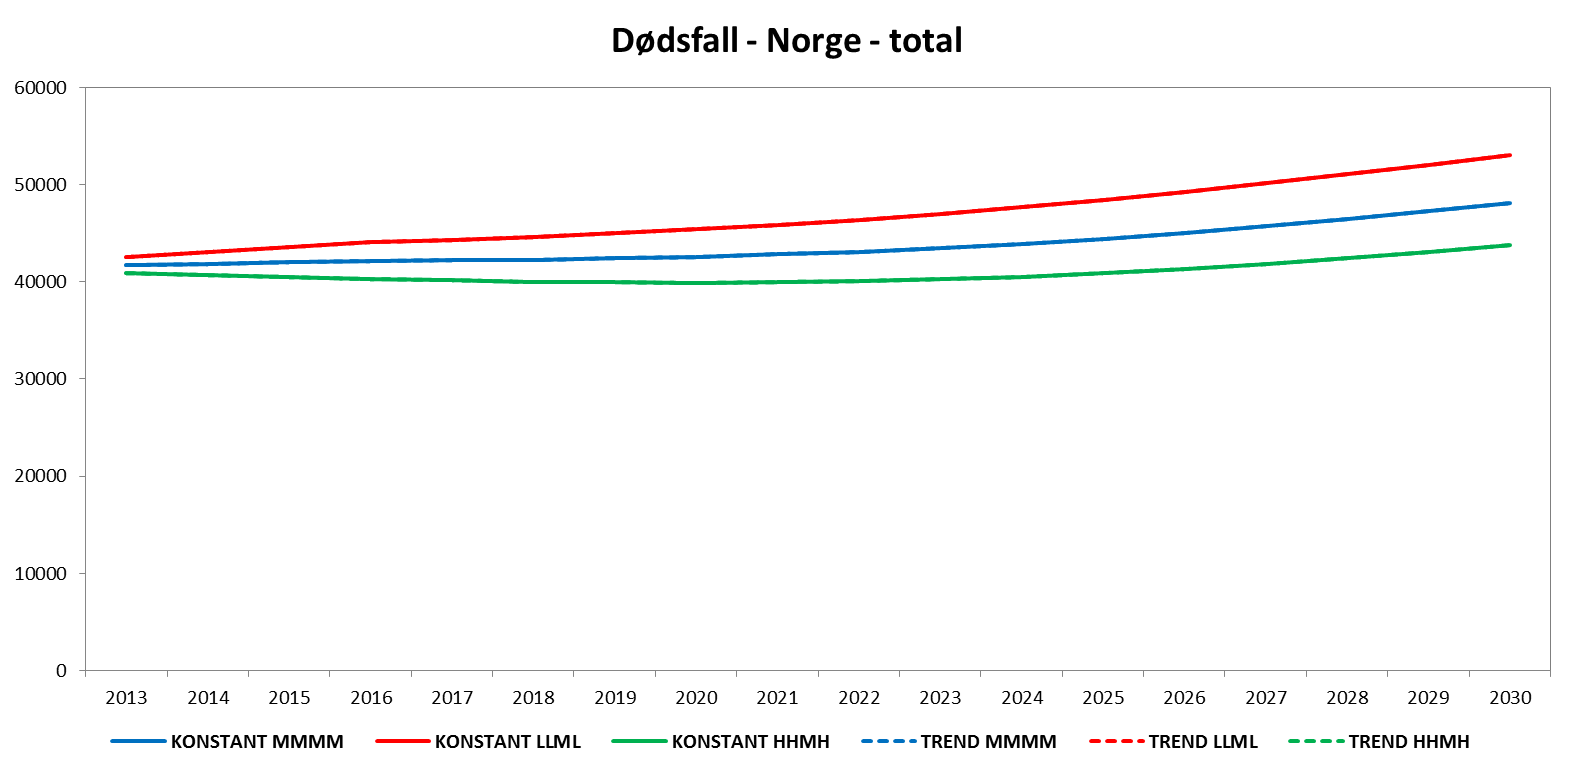 Dødsfall - Norge - total
60000
50000
40000
30000
20000
10000
0
2013 2014 2015 2016 2017 2018 2019 2020 2021 2022 2023 2024 2025 2026 2027 2028 2029 2030
KONSTANT MMMM KONSTANT LLML KONSTANT HHMH TREND MMMM TREND LLML TREND HHMH